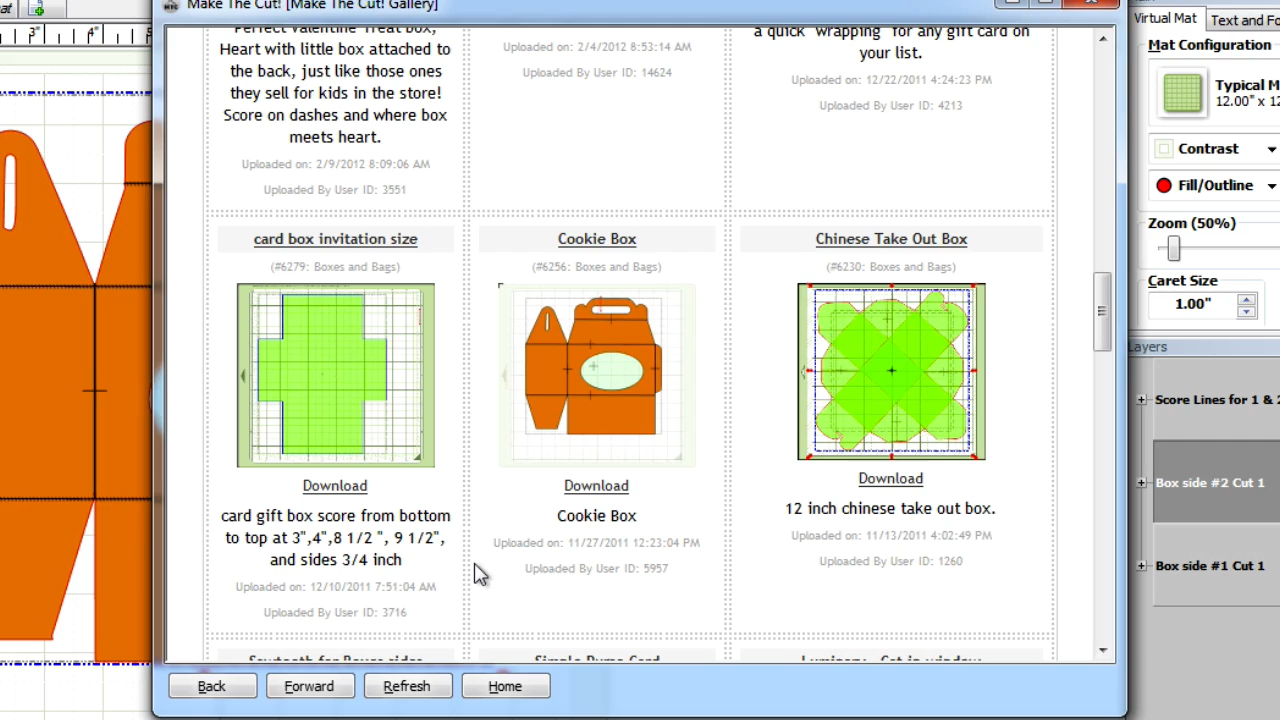 Make The Cut! [Make The Cut! Gallery]
Perfect Valentine Treat Box,
Heart with little box attached to
the back, just like those ones
they sell for kids in the store!
Score on dashes and where box
meets heart.
Uploaded on: 2/9/2012 8:09:06 AM
Uploaded By User ID: 3551
Uploaded on: 2/4/2012 8:53:14 AM
Uploaded By User ID: 14624
a quick "wrapping" for any gift card on
your list.
Uploaded on: 12/22/2011 4:24:23 PM
Uploaded By User ID: 4213
card box invitation size
(#6279: Boxes and Bags)
Download
card gift box score from bottom
to top at 3",4",8 1/2 ", 9 1/2",
and sides 3/4 inch
Uploaded on: 12/10/2011 7:51:04 AM
Uploaded By User ID: 3716
Cookie Box
(#6256: Boxes and Bags)
Download
Cookie Box
Uploaded on: 11/27/2011 12:23:04 PM
Uploaded By User ID: 5957
Chinese Take Out Box
(#6230: Boxes and Bags)
Download
12 inch chinese take out box.
Uploaded on: 11/13/2011 4:02:49 PM
Uploaded By User ID: 1260
Back
Forward
Refresh
Home
3"
4"
Virtual Mat
Text and Fo
Mat Configuration
Typical M
12.00" x 12
Contrast
Fill/Outline
Zoom (50%)
Caret Size
1.00"
Layers
Score Lines for 1 & 2
Box side #2 Cut 1
Box side #1 Cut 1